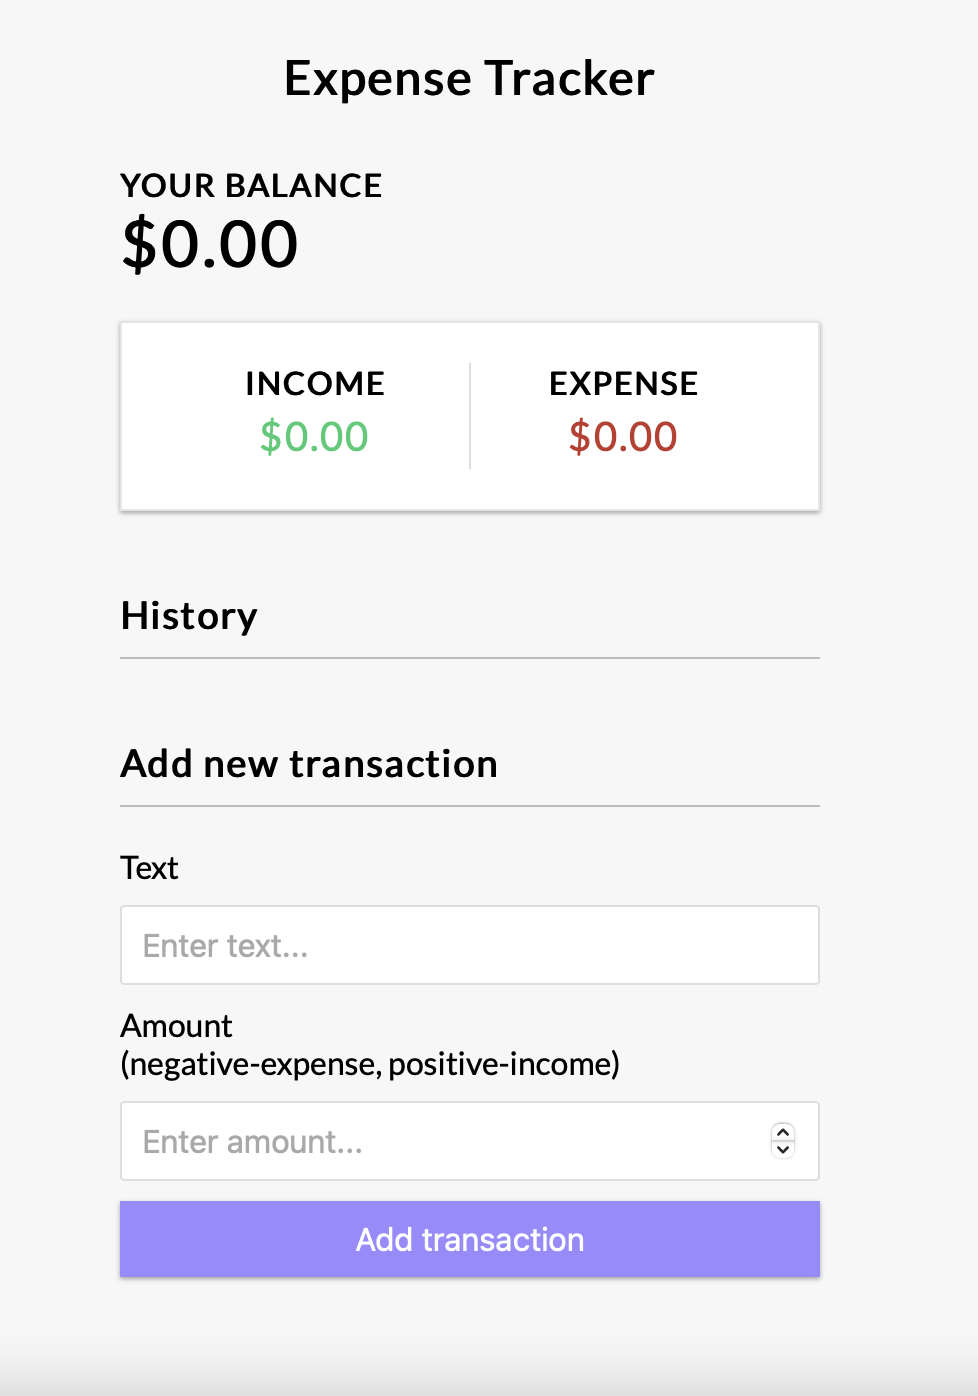 Expense Tracker
YOUR BALANCE
$0.00
INCOME
EXPENSE
$0.00
$0.00
History
Add new transaction
Text
Enter text...
Amount
(negative-expense, positive-income)
Enter amount...
Add transaction